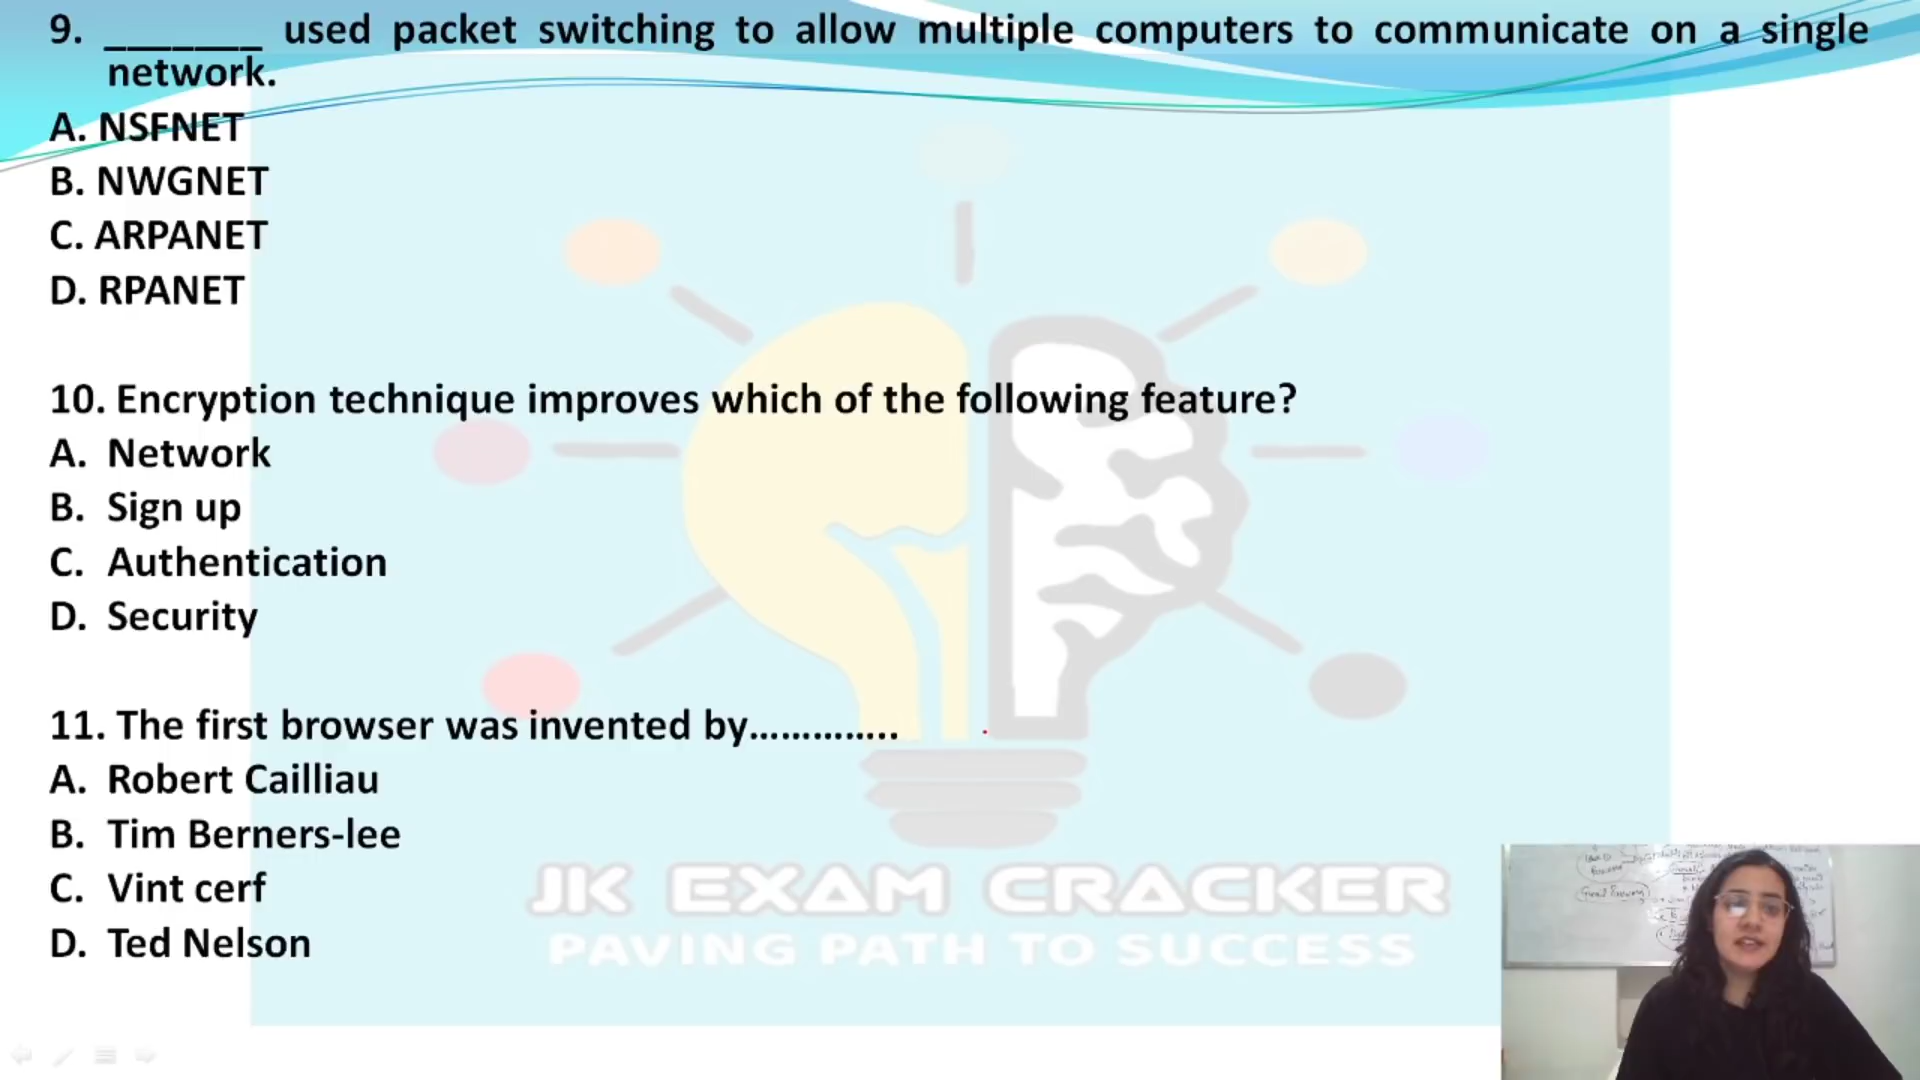 9. _______ used packet switching to allow multiple computers to communicate on a single
network.
A. NSFNET
B. NWGNET
C. ARPANET
D. RPANET
10. Encryption technique improves which of the following feature?
A. Network
B. Sign up
C. Authentication
D. Security
11. The first browser was invented by…………..
A. Robert Cailliau
B. Tim Berners-lee
C. Vint cerf
D. Ted Nelson
JK EXAM CRACKER
PAVING PATH TO SUCCESS